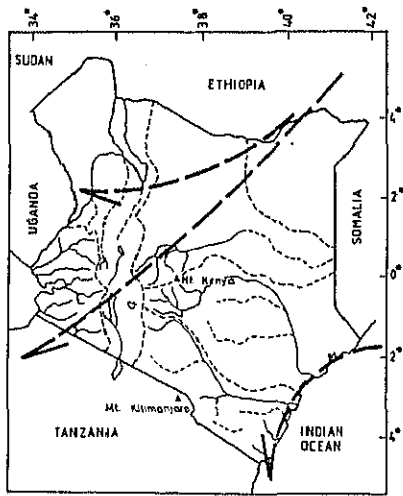 34°
36°
38°
40°
42°
SUDAN
ETHIOPIA
4°
UGANDA
2°
SOMALIA
0°
Mt. Kenya
2°
Mt. Kilimanjaro
TANZANIA
INDIAN
OCEAN
4°